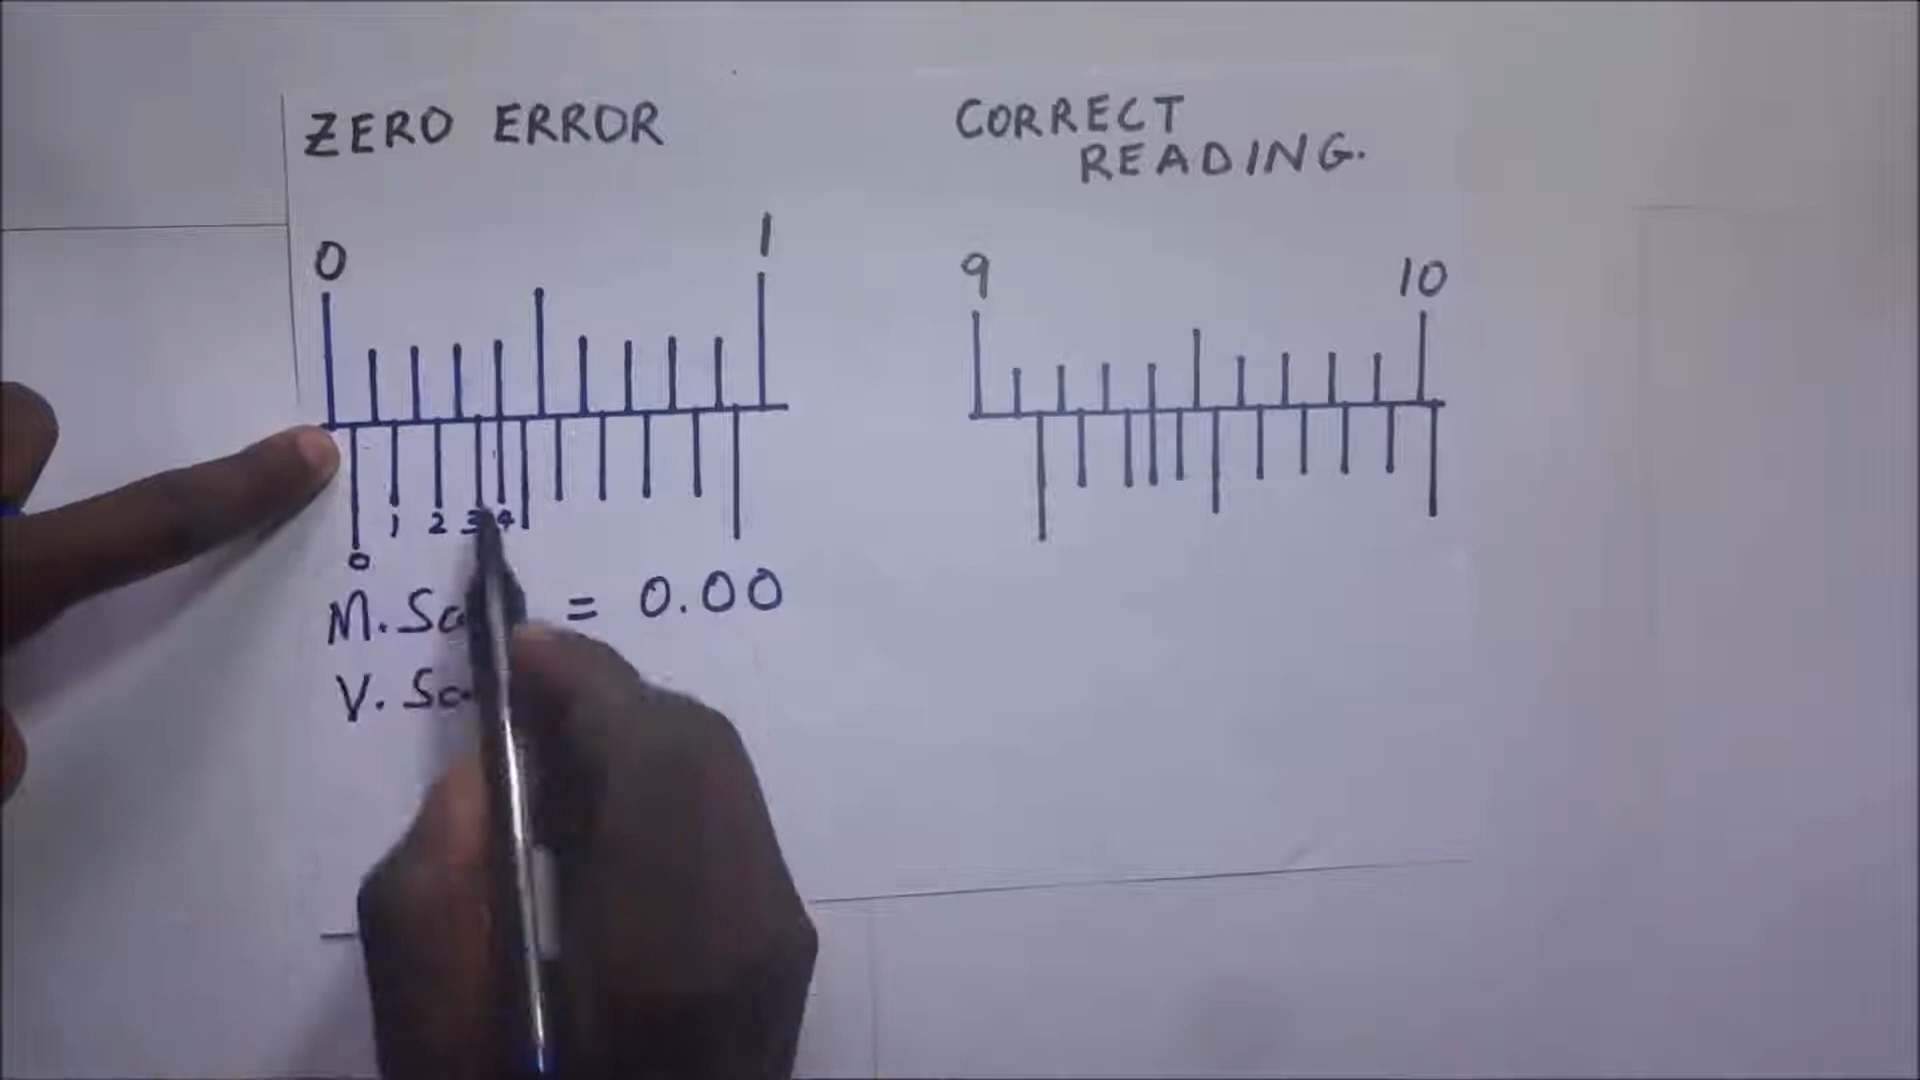 ZERO ERROR
0 1
1 2 3 4
0
M. = 0.00
V.
CORRECT
READING.
9 10